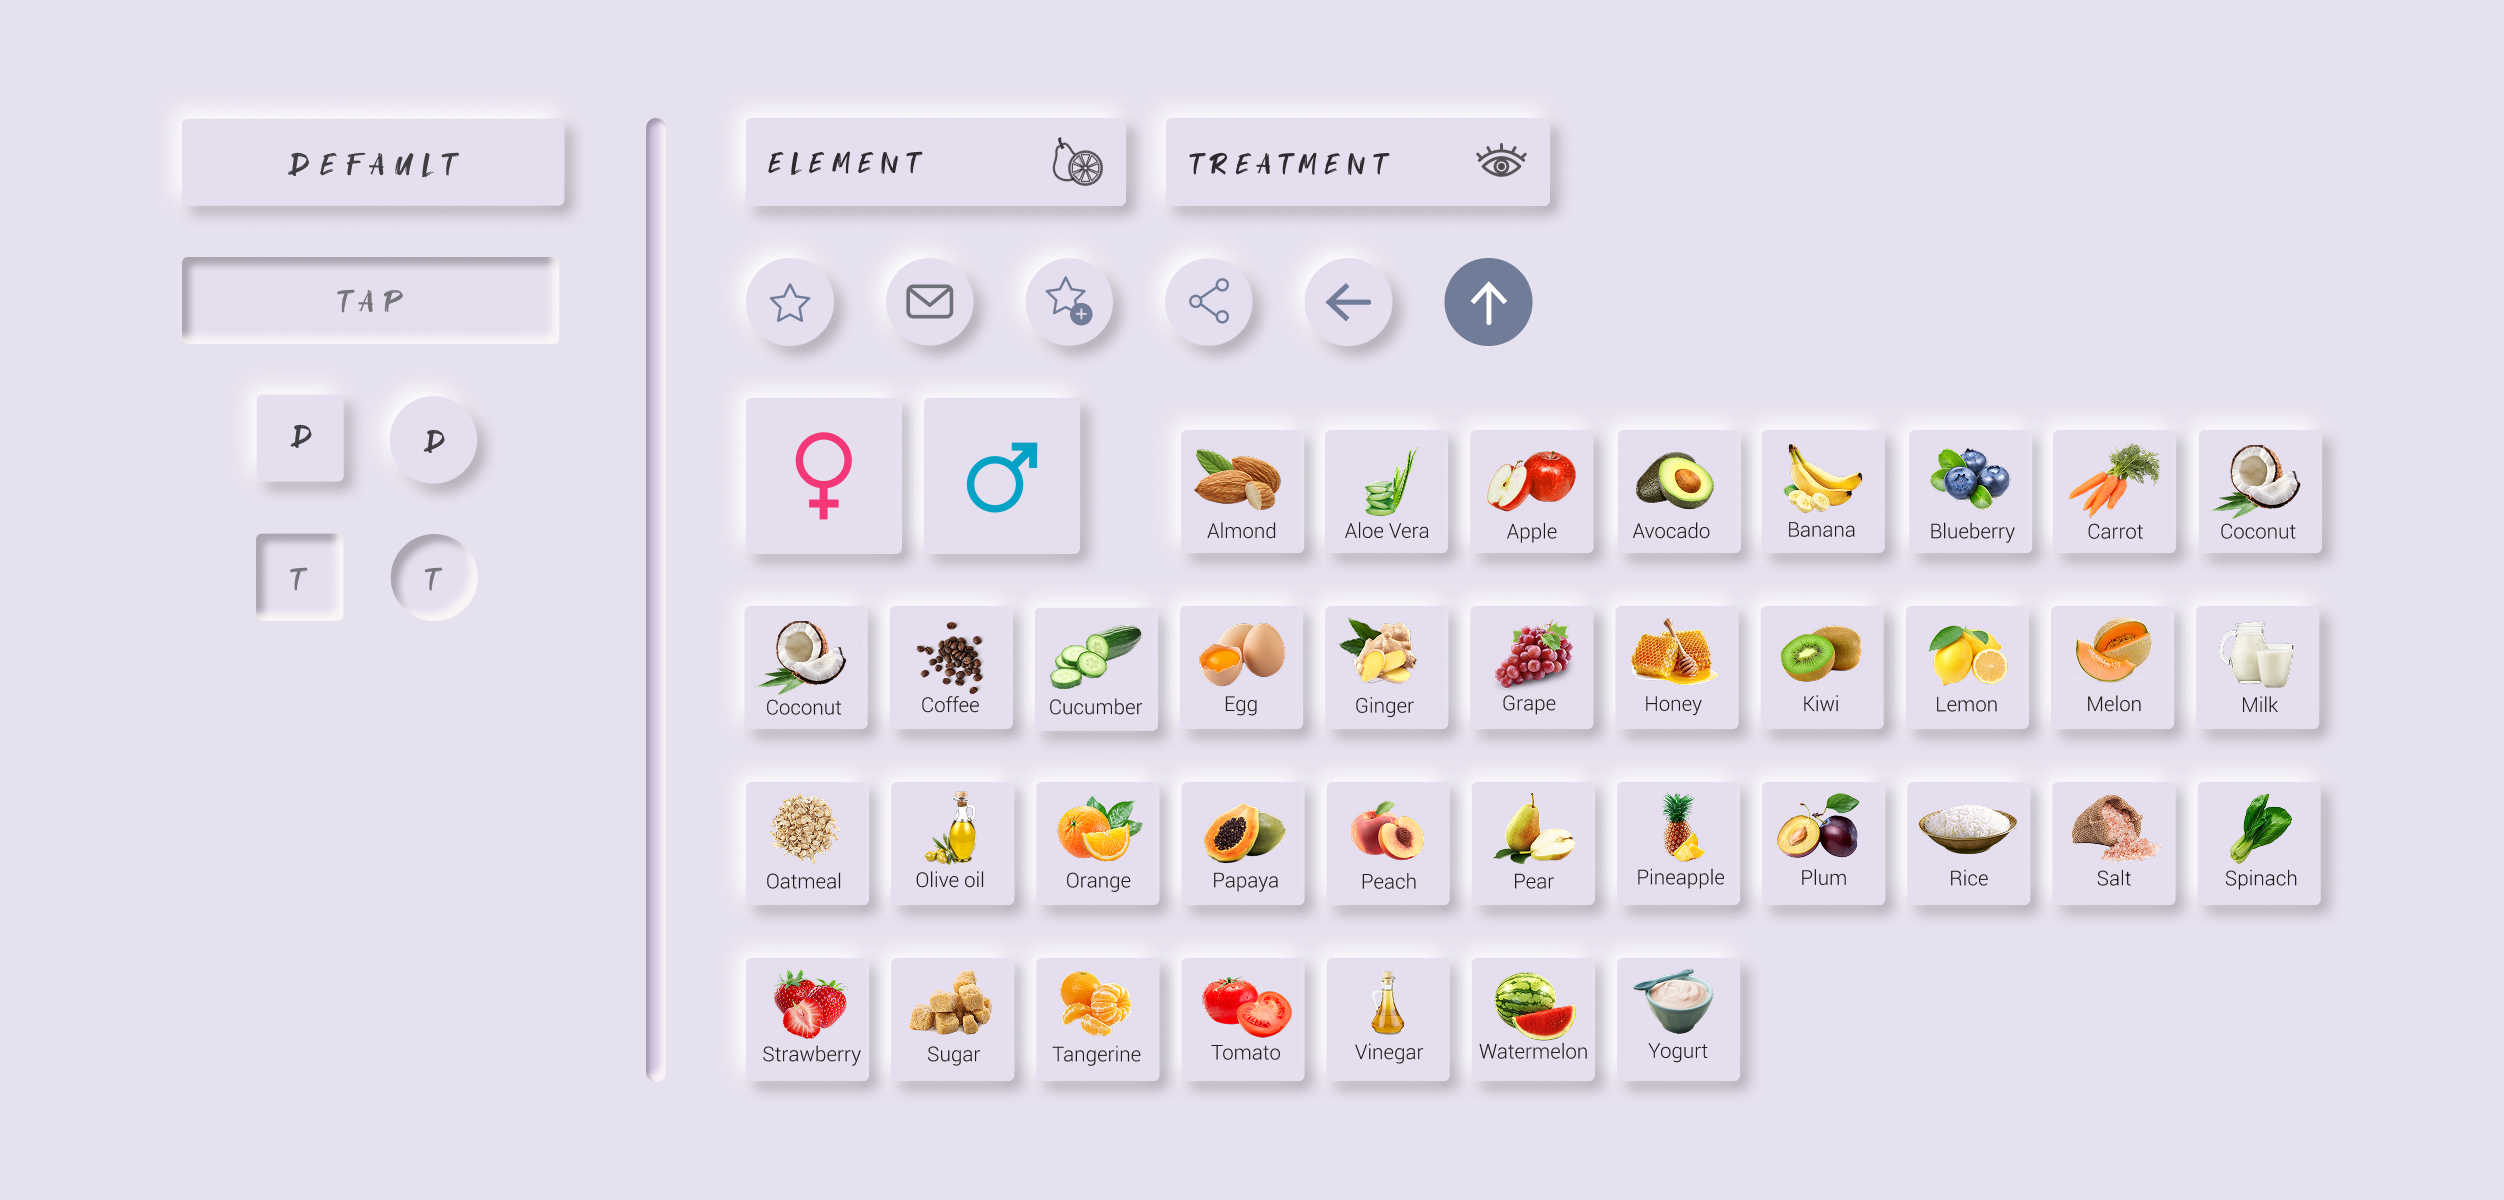 DEFAULT
TAP
D
D
T
T
ELEMENT
TREATMENT
Almond
Aloe Vera
Apple
Avocado
Banana
Blueberry
Carrot
Coconut
Coconut
Coffee
Cucumber
Egg
Ginger
Grape
Honey
Kiwi
Lemon
Melon
Milk
Oatmeal
Olive oil
Orange
Papaya
Peach
Pear
Pineapple
Plum
Rice
Salt
Spinach
Strawberry
Sugar
Tangerine
Tomato
Vinegar
Watermelon
Yogurt